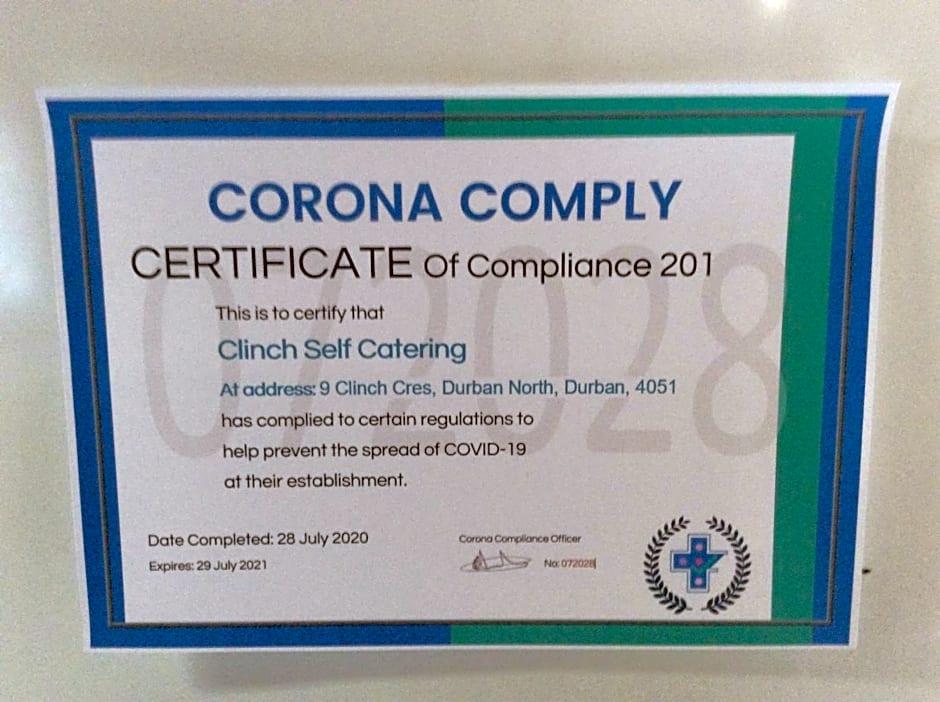 CORONA COMPLY
CERTIFICATE Of Compliance 201
072028
This is to certify that
Clinch Self Catering
At address: 9 Clinch Cres, Durban North, Durban, 4051
has complied to certain regulations to
help prevent the spread of COVID-19
at their establishment.
Date Completed: 28 July 2020
Expires: 29 July 2021
Corona Compliance Officer
No: 072028